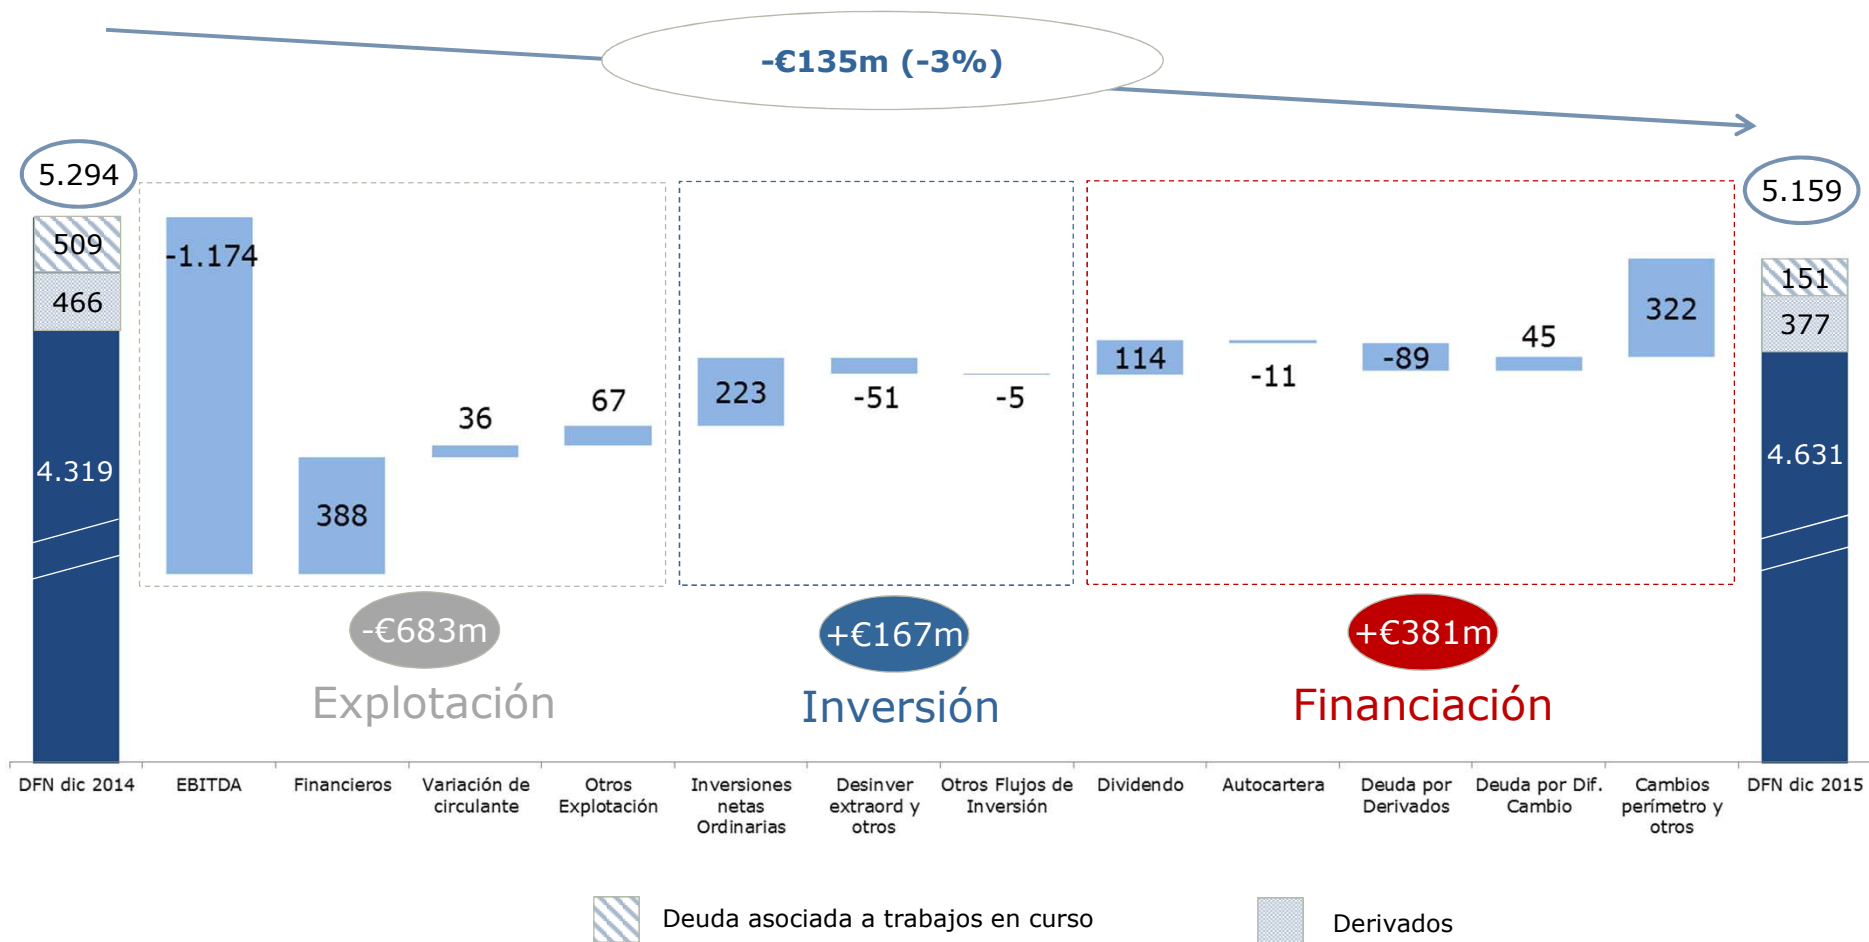 -€135m (-3%)
5.294
5.159
509
466
4.319
-1.174
388
36
67
223
-51
-5
114
-11
-89
45
322
151
377
4.631
-€683m
+€167m
+€381m
Explotación
Inversión
Financiación
DFN dic 2014
EBITDA
Financieros
Variación de
circulante
Otros
Explotación
Inversiones
netas
Ordinarias
Desinver
extraord y
otros
Otros Flujos de
Inversión
Dividendo
Autocartera
Deuda por
Derivados
Deuda por Dif.
Cambio
Cambios
perímetro y
otros
DFN dic 2015
Deuda asociada a trabajos en curso
Derivados